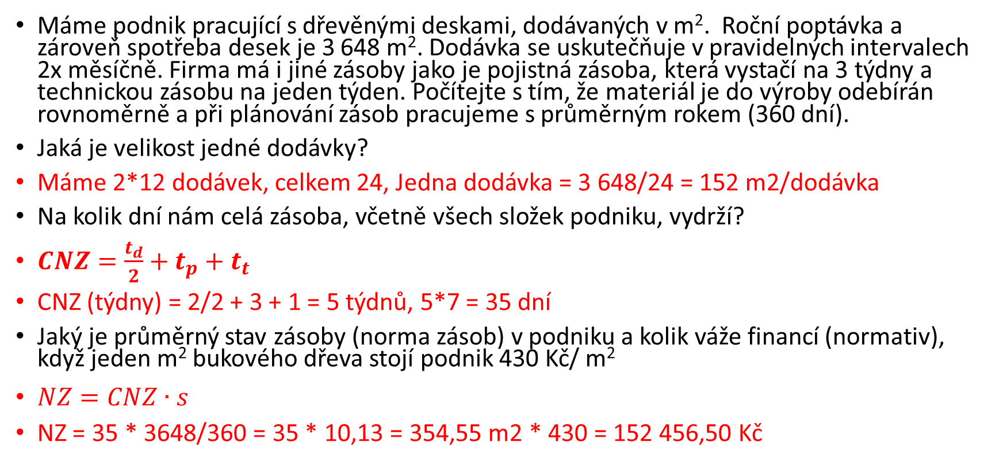 • Máme podnik pracující s dřevěnými deskami, dodávaných v m². Roční poptávka a
zároveň spotřeba desek je 3 648 m². Dodávka se uskutečňuje v pravidelných intervalech
2x měsíčně. Firma má i jiné zásoby jako je pojistná zásoba, která vystačí na 3 týdny a
technickou zásobu na jeden týden. Počítejte s tím, že materiál je do výroby odebírán
rovnoměrně a při plánování zásob pracujeme s průměrným rokem (360 dní).
• Jaká je velikost jedné dodávky?
• Máme 2*12 dodávek, celkem 24, Jedna dodávka = 3 648/24 = 152 m2/dodávka
• Na kolik dní nám celá zásoba, včetně všech složek podniku, vydrží?
• CNZ = t_d/2 + t_p + t_t
• CNZ (týdny) = 2/2 + 3 + 1 = 5 týdnů, 5*7 = 35 dní
• Jaký je průměrný stav zásoby (norma zásob) v podniku a kolik váže financí (normativ),
když jeden m² bukového dřeva stojí podnik 430 Kč/ m²
• NZ = CNZ · s
• NZ = 35 * 3648/360 = 35 * 10,13 = 354,55 m2 * 430 = 152 456,50 Kč